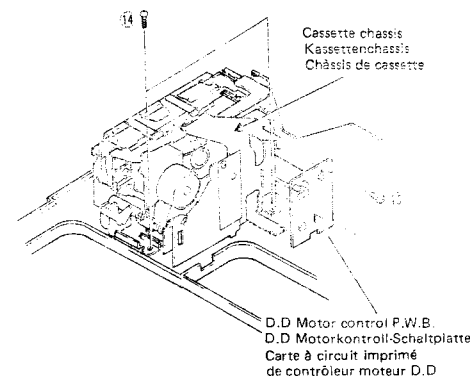 14
Cassette chassis
Kassettenchassis
Châssis de cassette
D.D Motor control P.W.B.
D.D Motorkontroll-Schaltplatte
Carte à circuit imprimé
de contrôleur moteur D.D